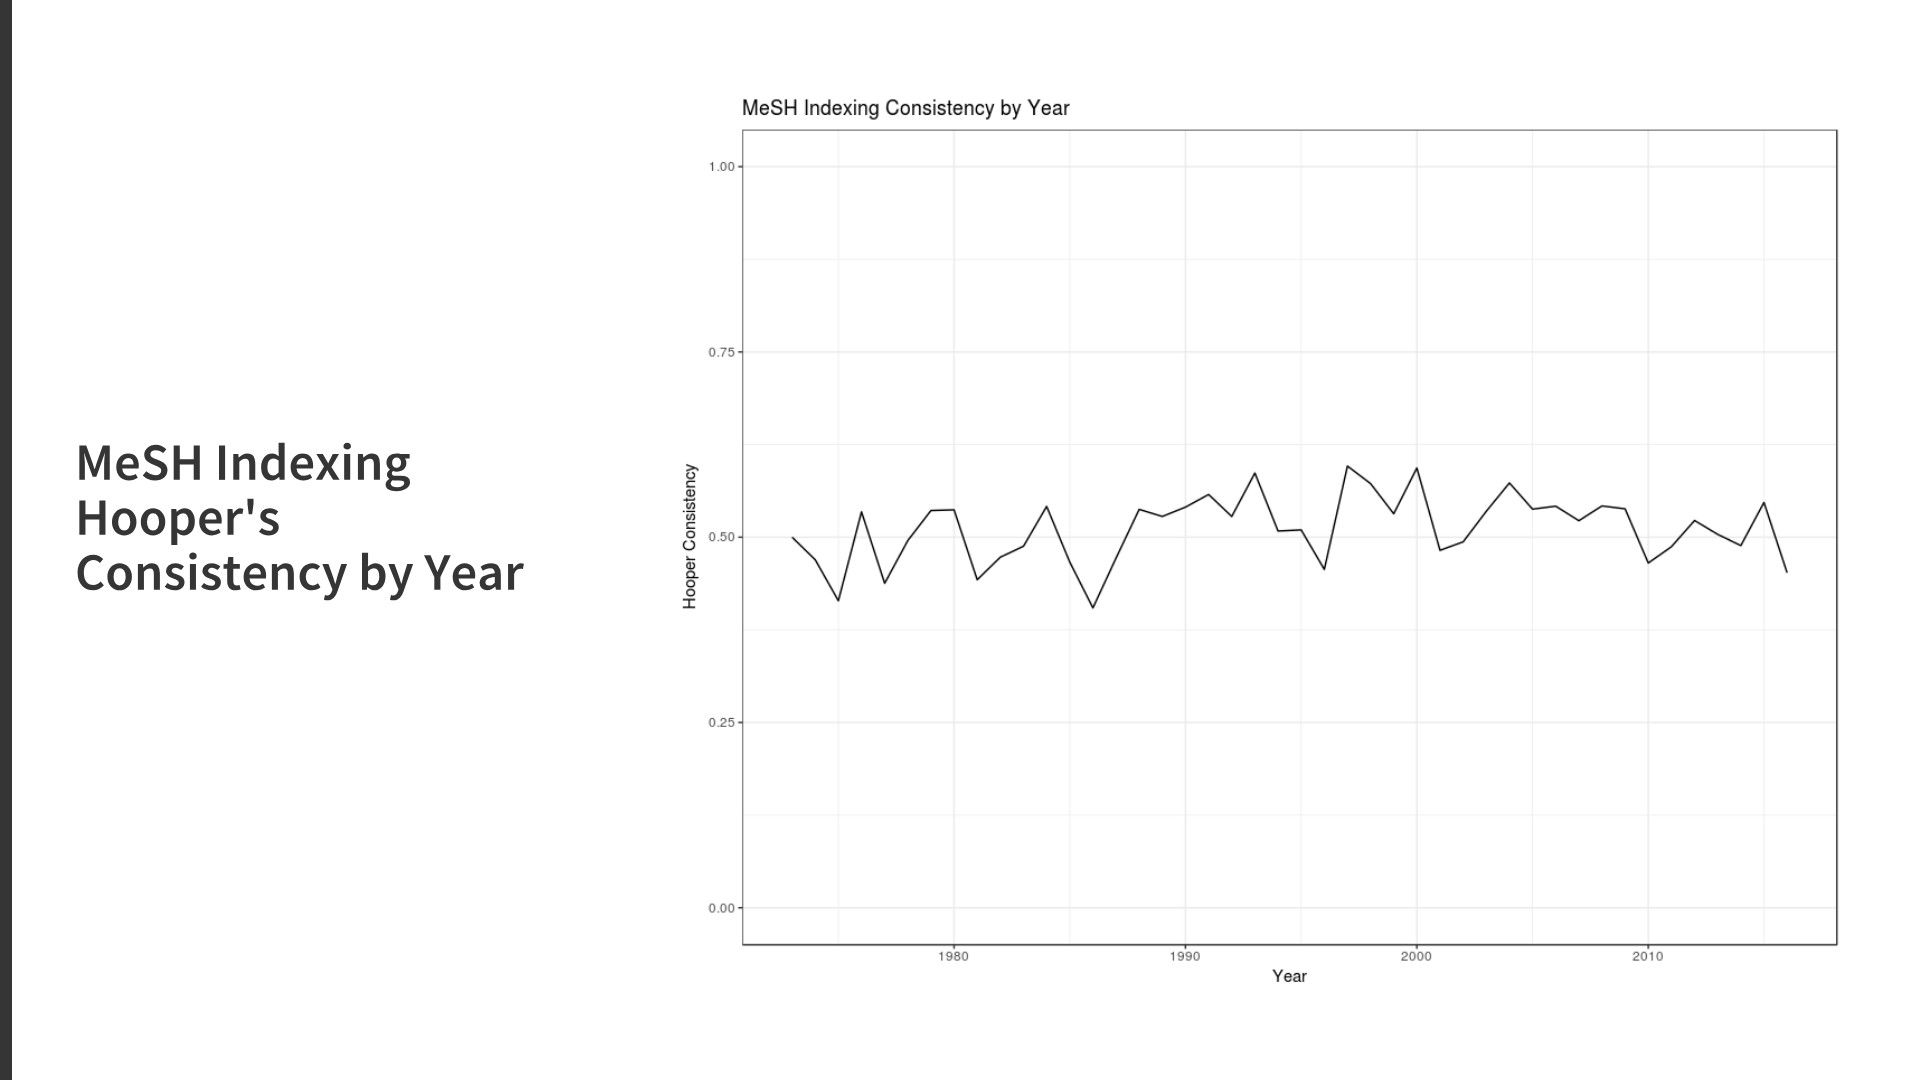 MeSH Indexing
Hooper's
Consistency by Year
MeSH Indexing Consistency by Year
Hooper Consistency
1.00
0.75
0.50
0.25
0.00
1980 1990 2000 2010
Year